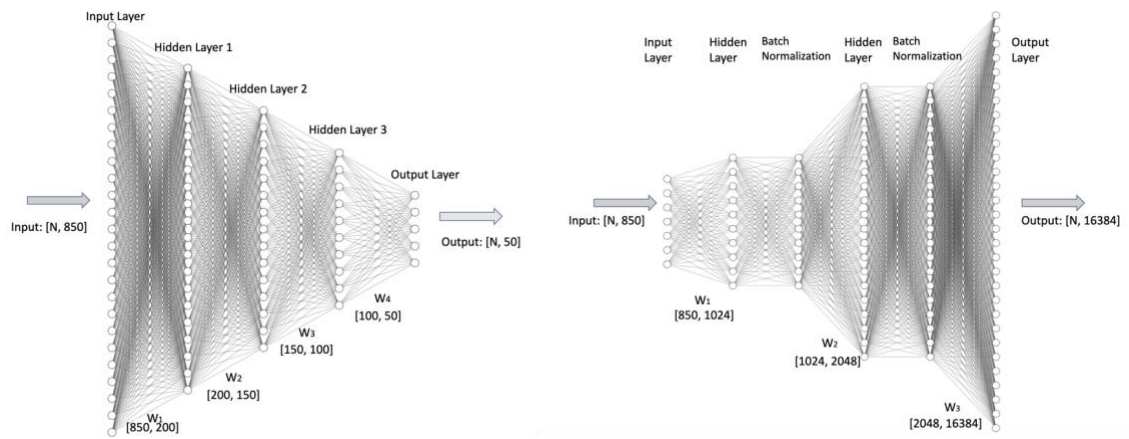 Input Layer
Hidden Layer 1
Hidden Layer 2
Hidden Layer 3
Output Layer
Input: [N, 850]
Output: [N, 50]
W₄
[100, 50]
W₃
[150, 100]
W₂
[200, 150]
W₁
[850, 200]
Input
Layer
Hidden
Layer
Batch
Normalization
Hidden
Layer
Batch
Normalization
Output
Layer
Input: [N, 850]
Output: [N, 16384]
W₁
[850, 1024]
W₂
[1024, 2048]
W₃
[2048, 16384]